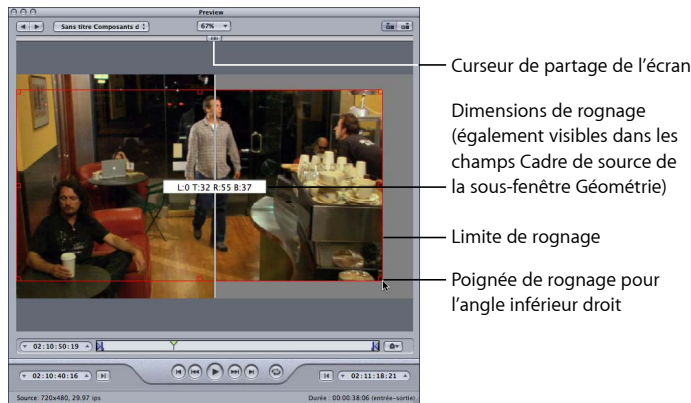 Preview
Sans titre Composants d
67%
Curseur de partage de l'écran
Dimensions de rognage
(également visibles dans les
champs Cadre de source de
la sous-fenêtre Géométrie)
L:0 T:32 R:55 B:37
Limite de rognage
Poignée de rognage pour
l'angle inférieur droit
02:10:50:19
02:10:40:16
02:11:18:21
Source: 720x480, 29.97 ips
Durée : 00:00:38:06 (entrée-sortie)